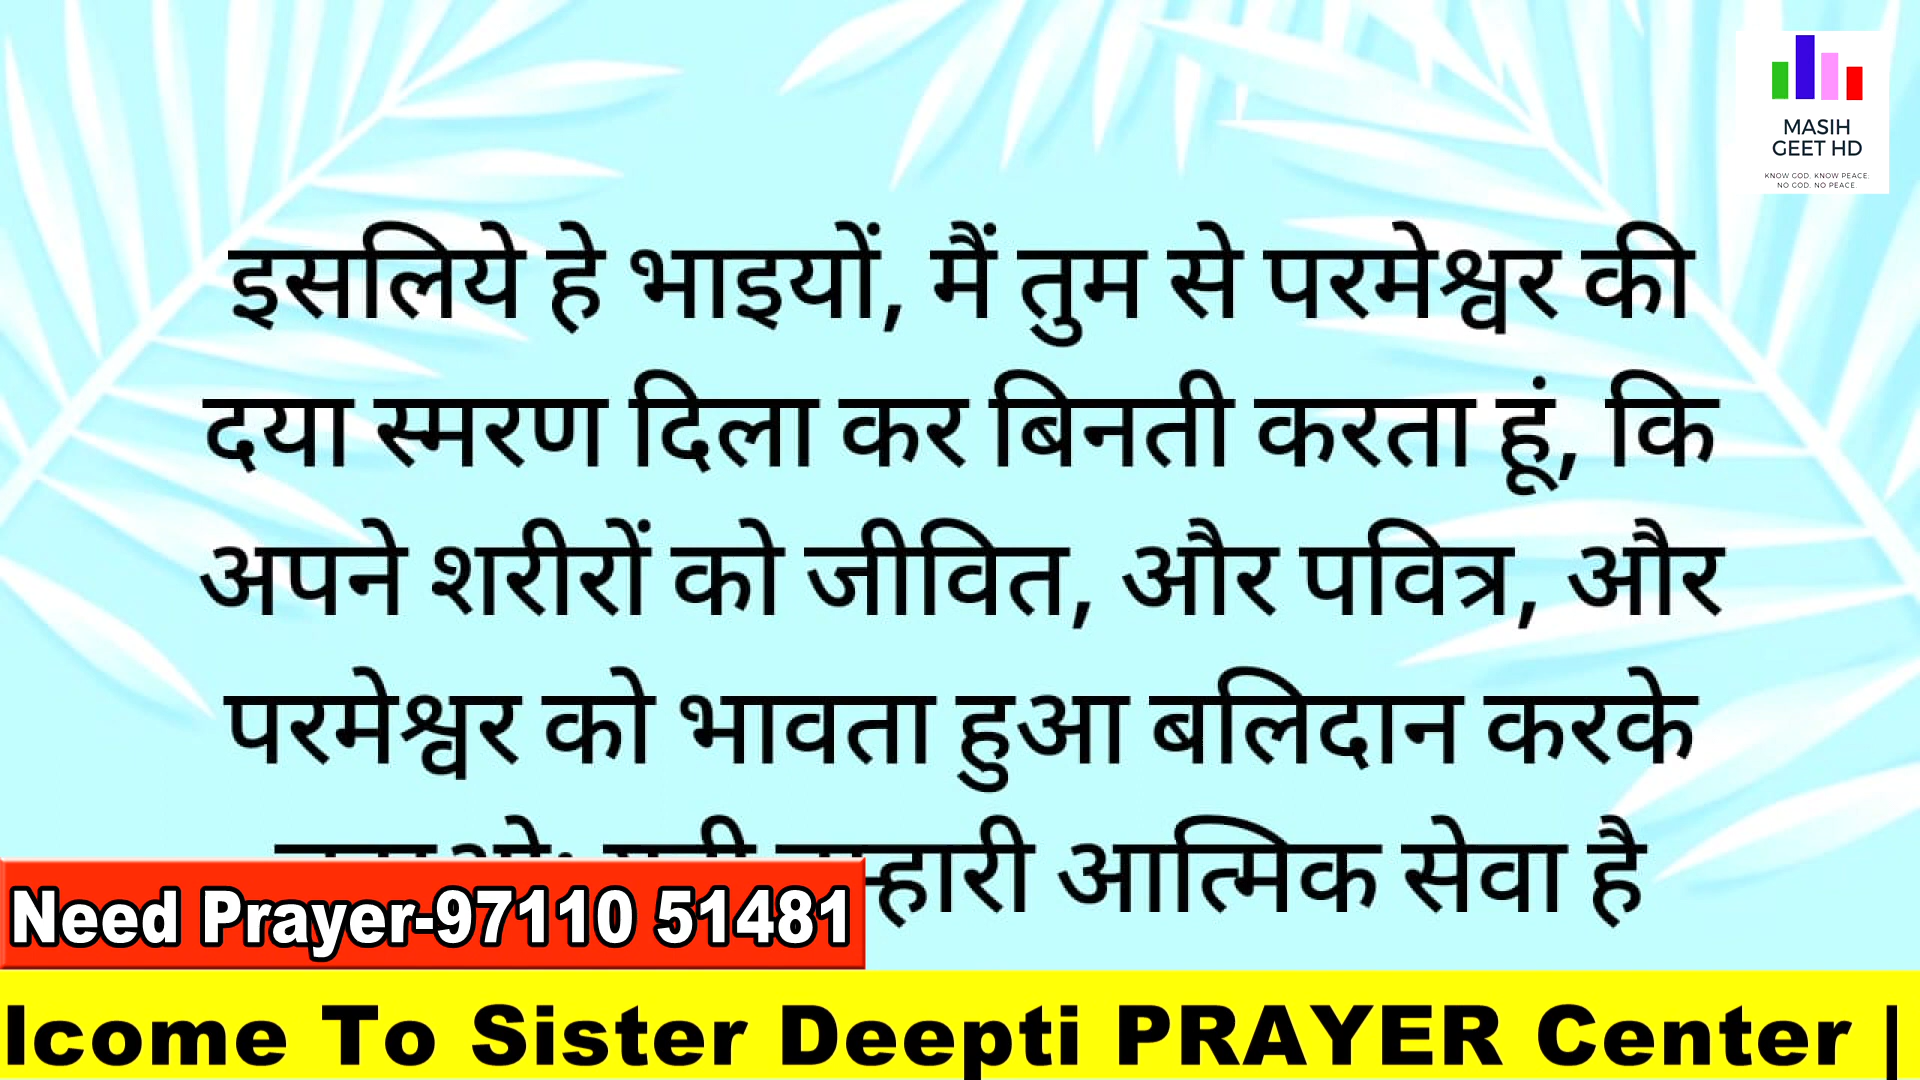 MASIH
GEET HD
KNOW GOD. KNOW PEACE.
NO GOD. NO PEACE.
इसलिये हे भाइयों, मैं तुम से परमेश्वर की
दया स्मरण दिला कर बिनती करता हूं, कि
अपने शरीरों को जीवित, और पवित्र, और
परमेश्वर को भावता हुआ बलिदान करके
आत्मिक सेवा है
Need Prayer-97110 51481
lcome To Sister Deepti PRAYER Center |